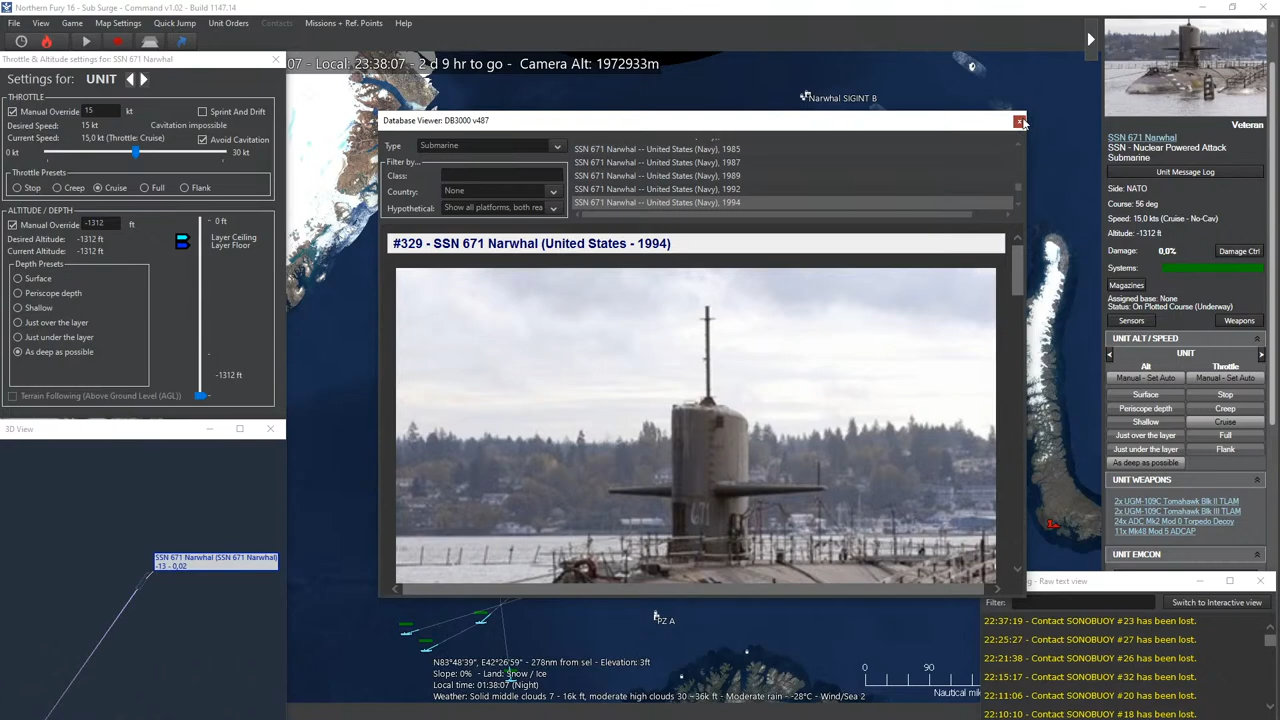 Northern Fury 16 - Sub Surge - Command v1.02 - Build 1147.14
File View Game Map Settings Quick Jump Unit Orders Contacts Missions + Ref. Points Help
Throttle & Altitude settings for: SSN 671 Narwhal
Settings for: UNIT
THROTTLE
Manual Override 15 kt Sprint And Drift
Desired Speed: 15 kt Cavitation impossible
Current Speed: 15,0 kt (Throttle: Cruise) Avoid Cavitation
0 kt 30 kt
Throttle Presets
Stop Creep Cruise Full Flank
ALTITUDE / DEPTH
Manual Override -1312 ft
Desired Altitude: -1312 ft
Current Altitude: -1312 ft
Depth Presets
Surface
Periscope depth
Shallow
Just over the layer
Just under the layer
As deep as possible
Terrain Following (Above Ground Level (AGL))
- 0 ft
Layer Ceiling
Layer Floor
-1312 ft
3D View
SSN 671 Narwhal (SSN 671 Narwhal)
-13 - 0,02
07 - Local: 23:38:07 - 2 d 9 hr to go - Camera Alt: 1972933m
Narwhal SIGINT B
Database Viewer: DB3000 v487
Type Submarine
Filter by...
Class:
Country: None
Hypothetical: Show all platforms, both rea
SSN 671 Narwhal -- United States (Navy), 1985
SSN 671 Narwhal -- United States (Navy), 1987
SSN 671 Narwhal -- United States (Navy), 1989
SSN 671 Narwhal -- United States (Navy), 1992
SSN 671 Narwhal -- United States (Navy), 1994
#329 - SSN 671 Narwhal (United States - 1994)
PZ A
N83°48'39", E42°26'59" - 278nm from sel - Elevation: 3ft
Slope: 0% - Land: Snow / Ice
Local time: 01:38:07 (Night)
Weather: Solid middle clouds 7 - 16k ft, moderate high clouds 30 ~36k ft - Moderate rain - -28°C - Wind/Sea 2
0 90
Nautical mil
Veteran
SSN 671 Narwhal
SSN - Nuclear Powered Attack
Submarine
Unit Message Log
Side: NATO
Course: 56 deg
Speed: 15,0 kts (Cruise - No-Cav)
Altitude: -1312 ft
Damage: 0,0% Damage Ctrl
Systems:
Magazines
Assigned base: None
Status: On Plotted Course (Underway)
Sensors Weapons
UNIT ALT / SPEED
UNIT
Alt Throttle
Manual - Set Auto Manual - Set Auto
Surface Stop
Periscope depth Creep
Shallow Cruise
Just over the layer Full
Just under the layer Flank
As deep as possible
UNIT WEAPONS
2x UGM-109C Tomahawk Blk II TLAM
2x UGM-109C Tomahawk Blk III TLAM
24x ADC Mk2 Mod 0 Torpedo Decoy
11x Mk48 Mod 5 ADCAP
UNIT EMCON
g - Raw text view
Filter: Switch to Interactive view
22:37:19 - Contact SONOBUOY #23 has been lost.
22:25:27 - Contact SONOBUOY #27 has been lost.
22:21:38 - Contact SONOBUOY #26 has been lost.
22:15:17 - Contact SONOBUOY #32 has been lost.
22:11:06 - Contact SONOBUOY #20 has been lost.
22:10:10 - Contact SONOBUOY #18 has been lost.